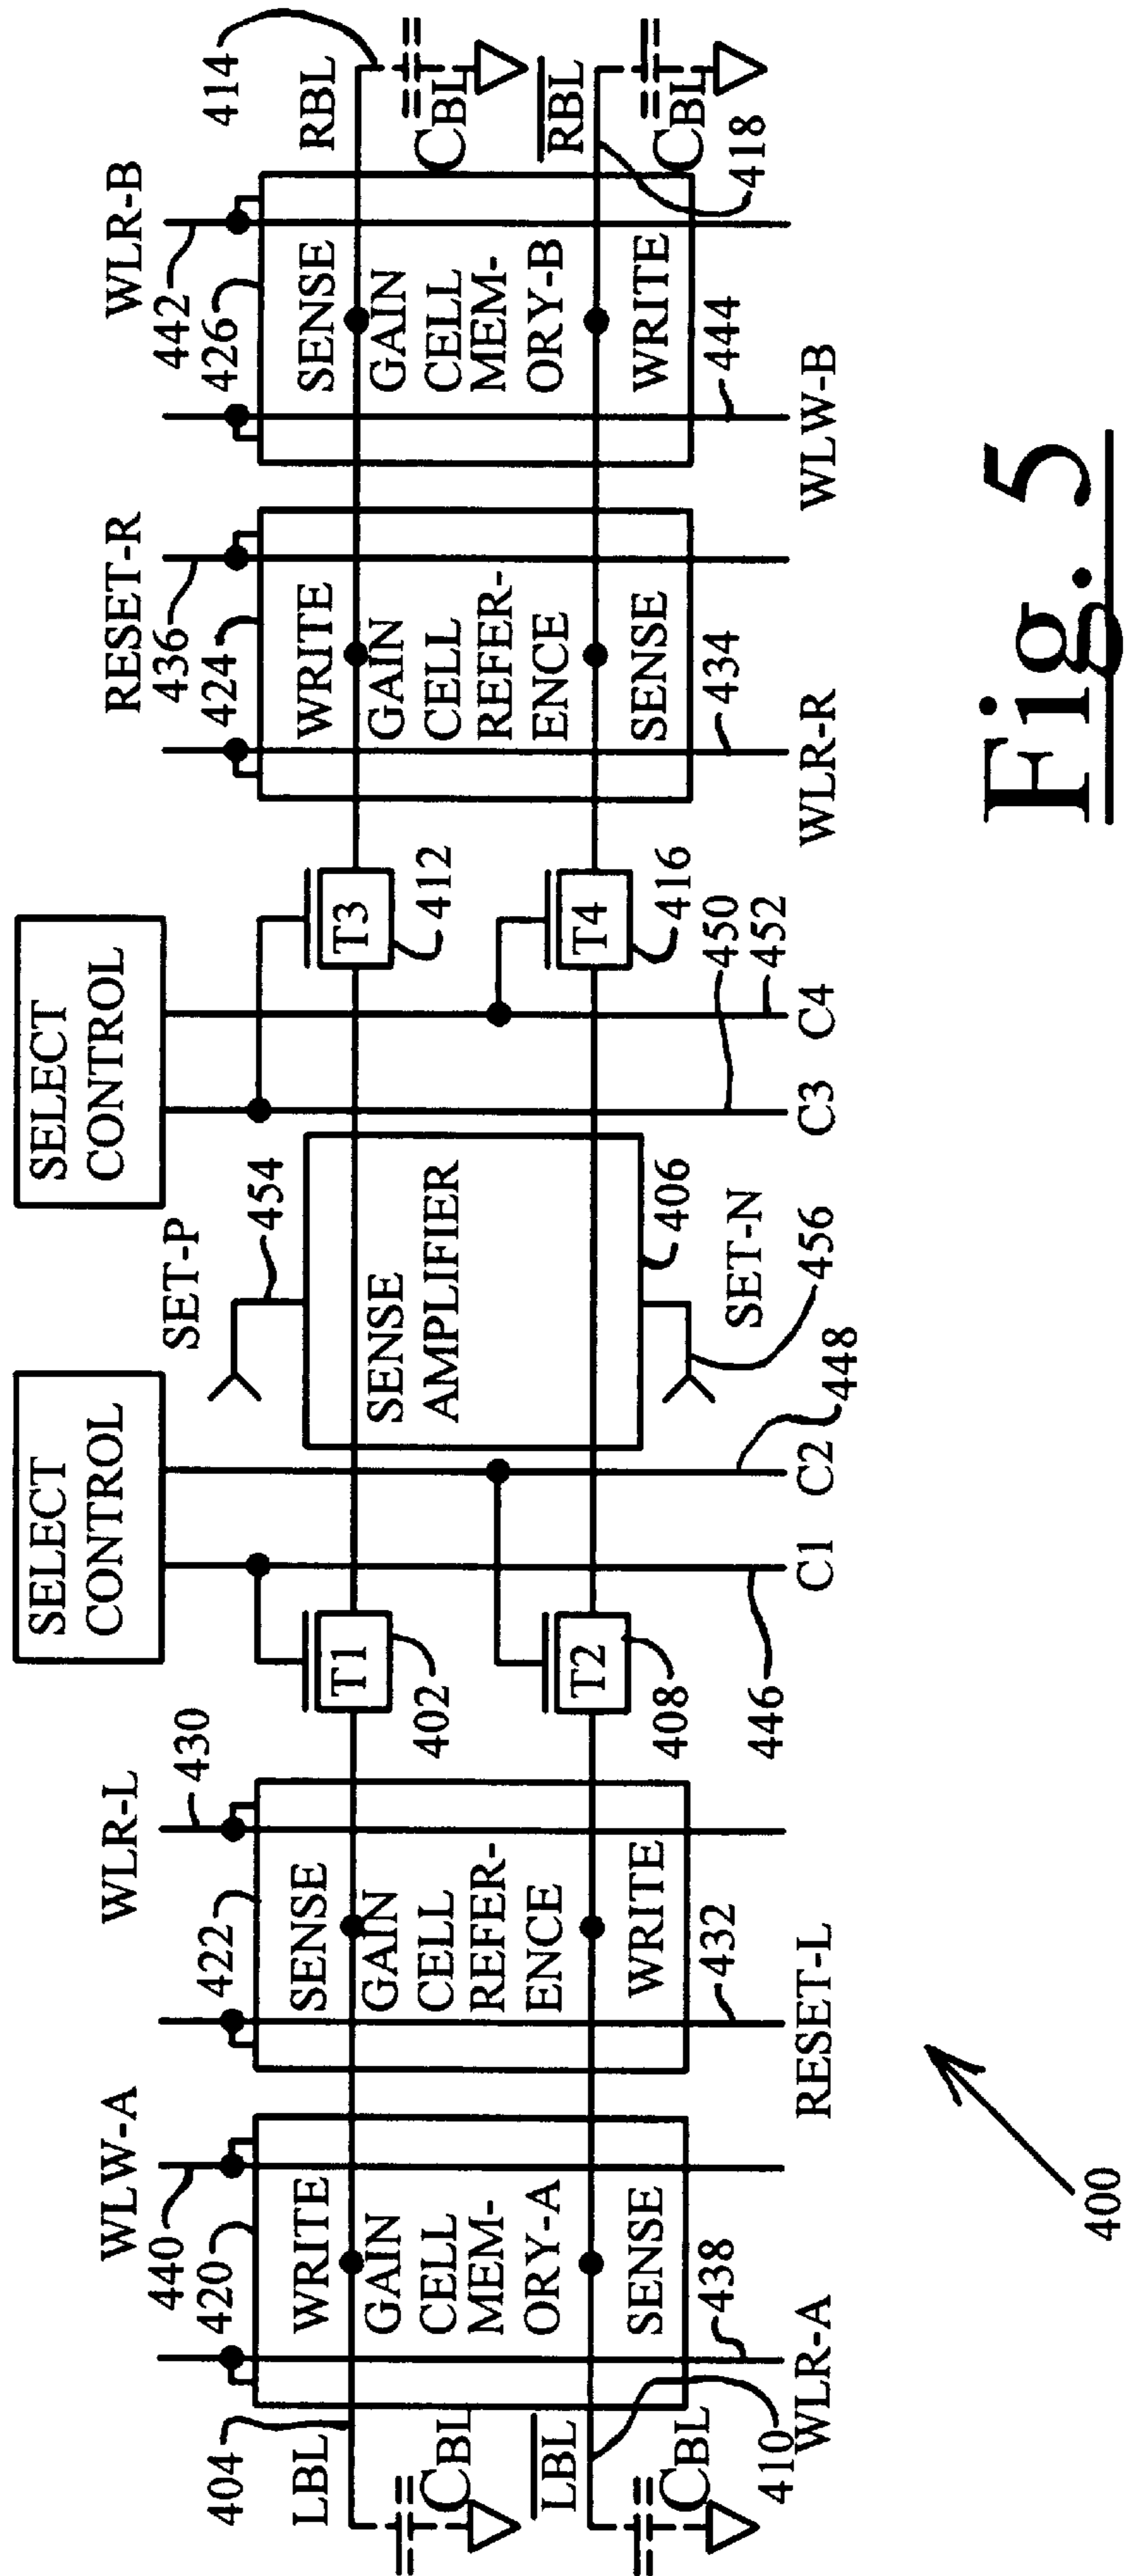 SELECT
CONTROL
SELECT
CONTROL
SET-P
454
WLW-A
440
420
WLR-L
430
422
RESET-R
436
424
WLR-B
442
426
414
404
LBL
CBL
WRITE
GAIN
CELL
MEM-
ORY-A
SENSE
SENSE
GAIN
CELL
REFER-
ENCE
WRITE
T1
402
T2
408
SENSE
AMPLIFIER
406
T3
412
T4
416
WRITE
GAIN
CELL
REFER-
ENCE
SENSE
SENSE
GAIN
CELL
MEM-
ORY-B
WRITE
RBL
CBL
RBL
CBL
418
LBL
CBL
410
438
WLR-A
432
RESET-L
446
C1
448
C2
SET-N
456
450
C3
452
C4
434
WLR-R
444
WLW-B
400
Fig. 5